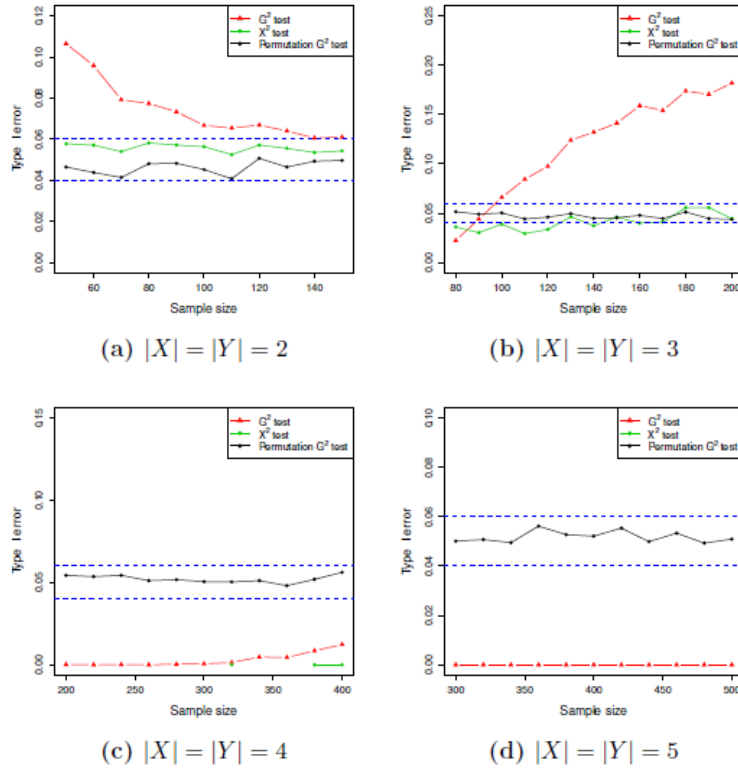 G² test
X² test
Permutation G² test
Type I error
0.00 0.02 0.04 0.06 0.08 0.10 0.12
60 80 100 120 140
Sample size
(a) |X| = |Y| = 2
G² test
X² test
Permutation G² test
Type I error
0.00 0.05 0.10 0.15 0.20 0.25
80 100 120 140 160 180 200
Sample size
(b) |X| = |Y| = 3
G² test
X² test
Permutation G² test
Type I error
0.00 0.05 0.10 0.15
200 250 300 350 400
Sample size
(c) |X| = |Y| = 4
G² test
X² test
Permutation G² test
Type I error
0.00 0.02 0.04 0.06 0.08 0.10
300 350 400 450 500
Sample size
(d) |X| = |Y| = 5